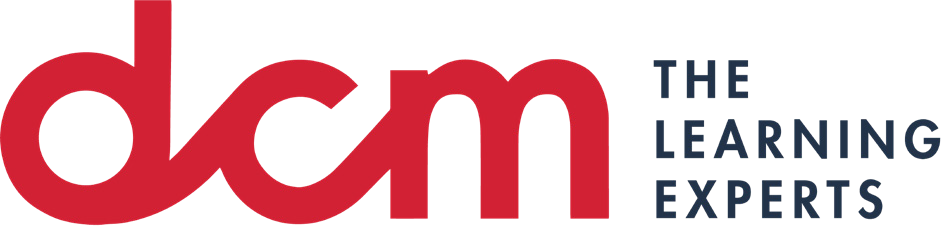 dcm
THE
LEARNING
EXPERTS